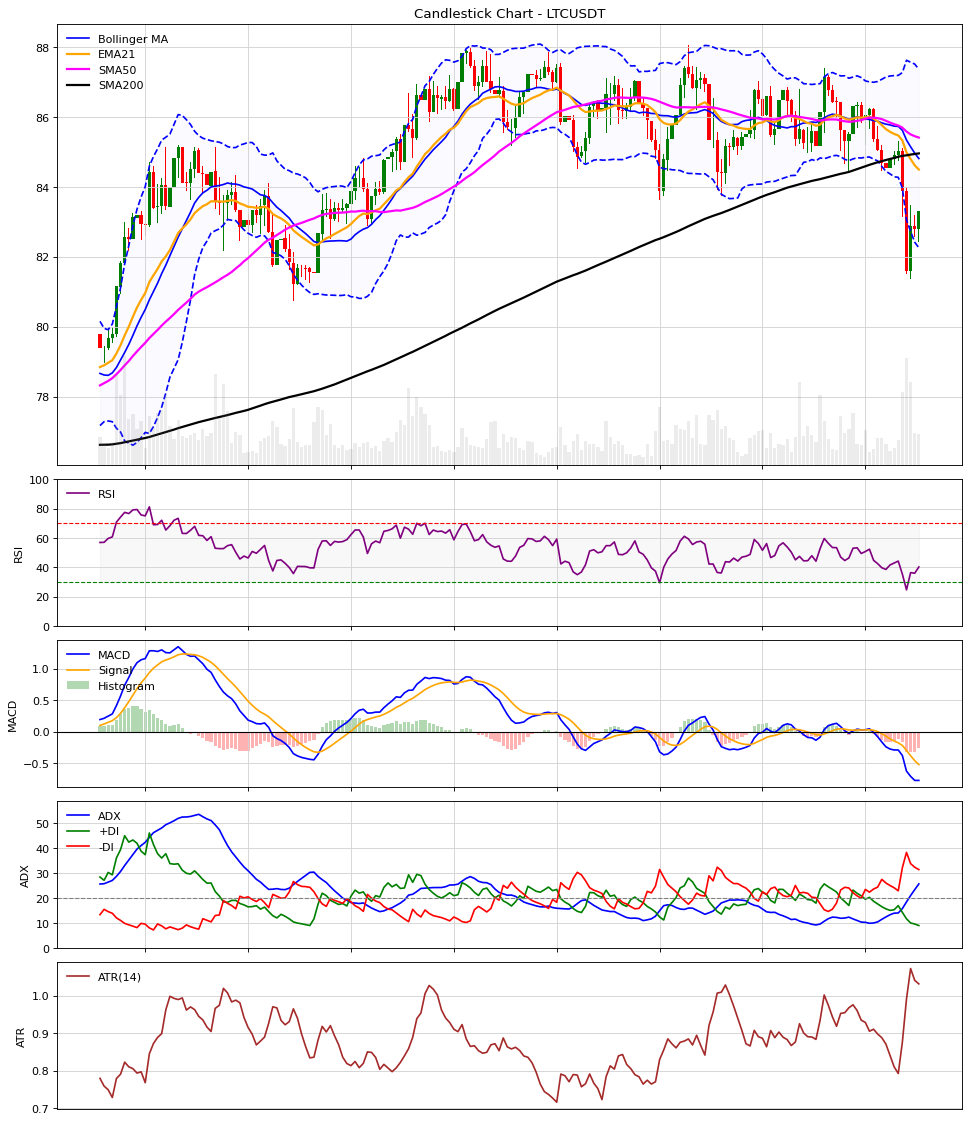 Candlestick Chart - LTCUSDT
Bollinger MA
EMA21
SMA50
SMA200
88
86
84
82
80
78
RSI
100
80
60
40
20
0
RSI
MACD
Signal
Histogram
1.0
0.5
0.0
−0.5
MACD
ADX
+DI
-DI
50
40
30
20
10
0
ADX
ATR(14)
1.0
0.9
0.8
0.7
ATR